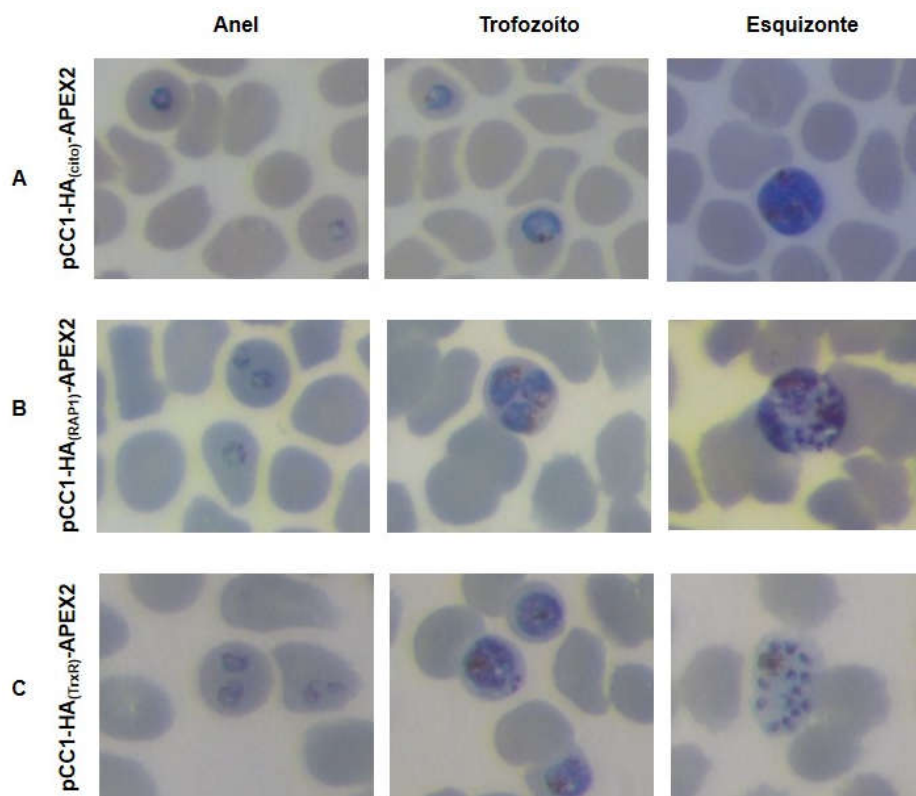 Anel Trofozoíto Esquizonte
A pCC1-HA(cito)-APEX2
B pCC1-HA(RAP1)-APEX2
C pCC1-HA(TrxR)-APEX2